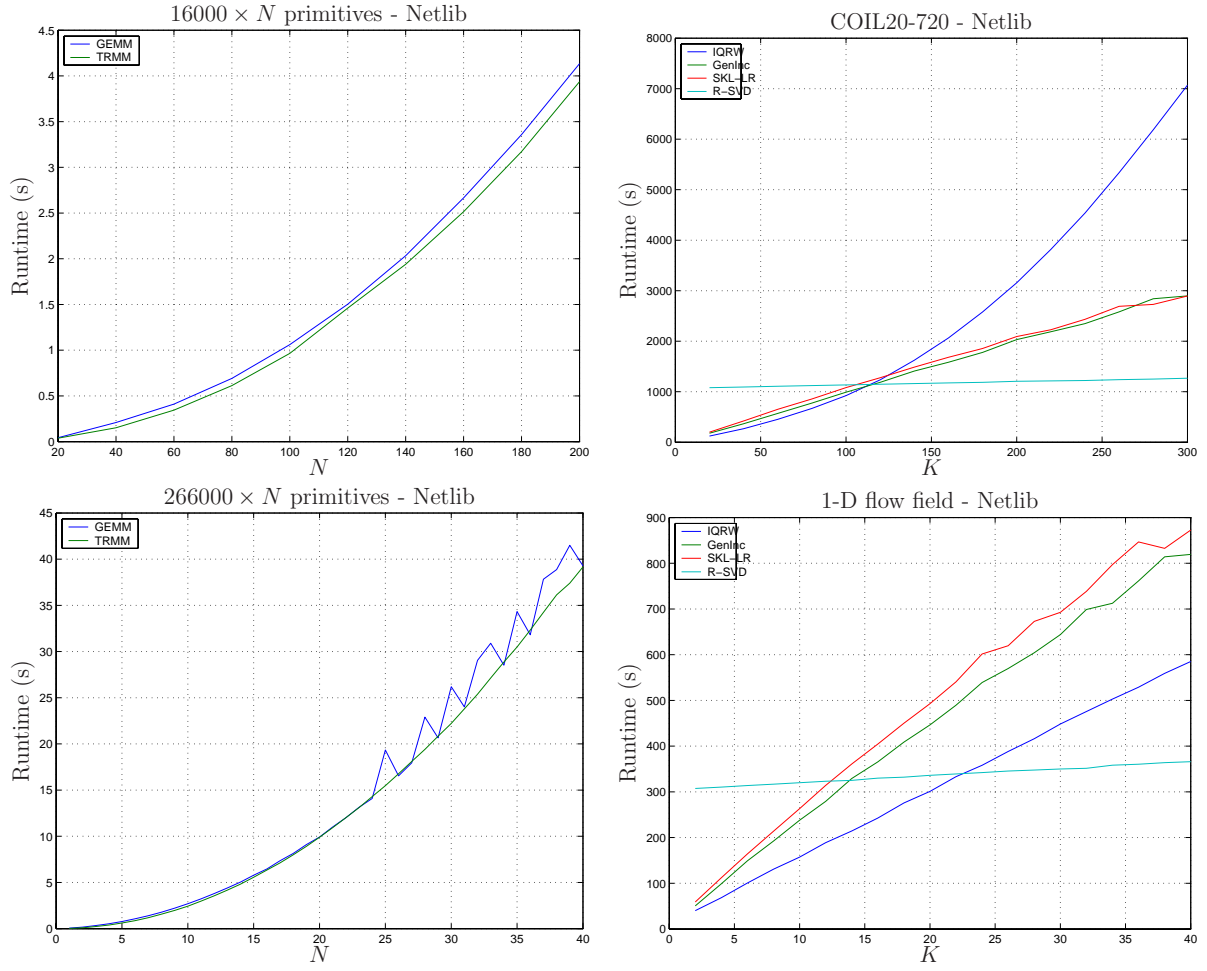 16000 × N primitives - Netlib
GEMM
TRMM
Runtime (s)
4.5
4
3.5
3
2.5
2
1.5
1
0.5
0
20 40 60 80 100 120 140 160 180 200
N
COIL20-720 - Netlib
IQRW
GenInc
SKL-LR
R-SVD
Runtime (s)
8000
7000
6000
5000
4000
3000
2000
1000
0
0 50 100 150 200 250 300
K
266000 × N primitives - Netlib
GEMM
TRMM
Runtime (s)
45
40
35
30
25
20
15
10
5
0
0 5 10 15 20 25 30 35 40
N
1-D flow field - Netlib
IQRW
GenInc
SKL-LR
R-SVD
Runtime (s)
900
800
700
600
500
400
300
200
100
0
0 5 10 15 20 25 30 35 40
K